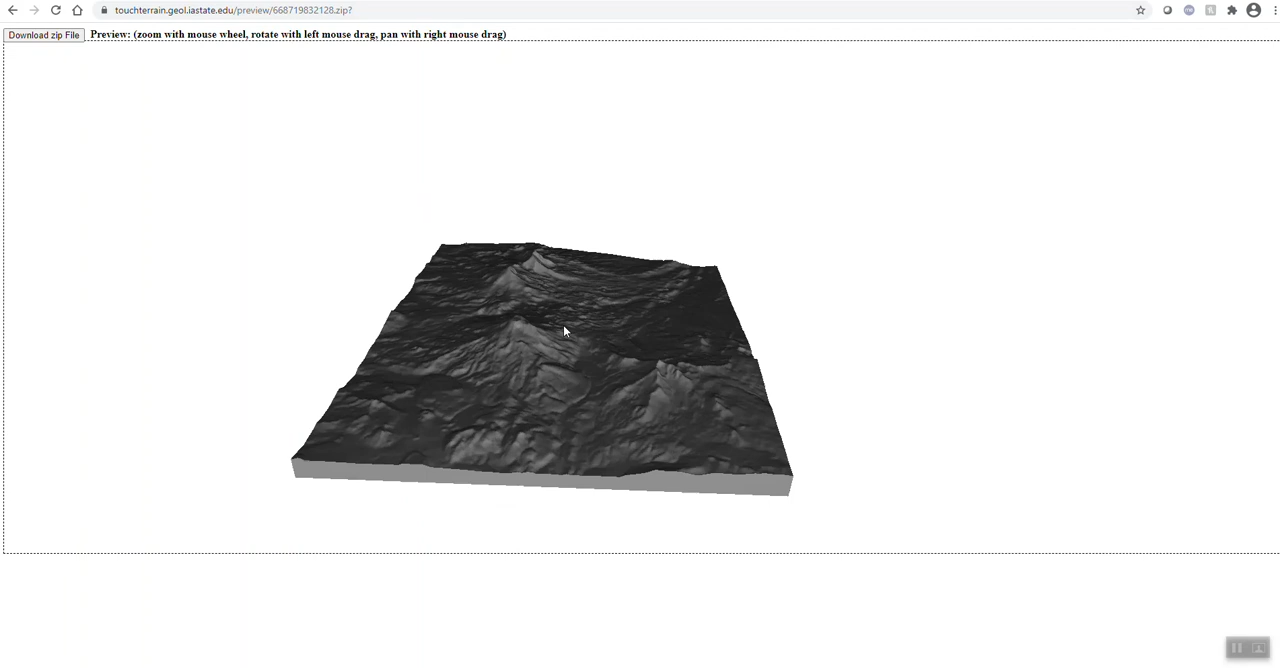 touchterrain.geol.iastate.edu/preview/668719832128.zip?
Download zip File Preview: (zoom with mouse wheel, rotate with left mouse drag, pan with right mouse drag)